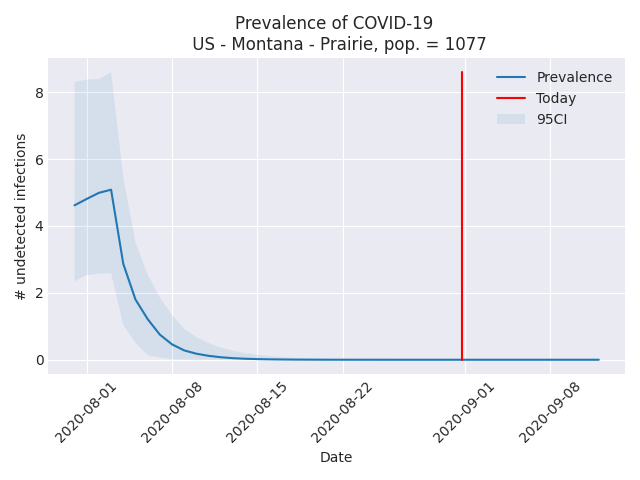 Prevalence of COVID-19
US - Montana - Prairie, pop. = 1077
# undetected infections
8
6
4
2
0
Prevalence
Today
95CI
2020-08-01
2020-08-08
2020-08-15
2020-08-22
2020-09-01
2020-09-08
Date